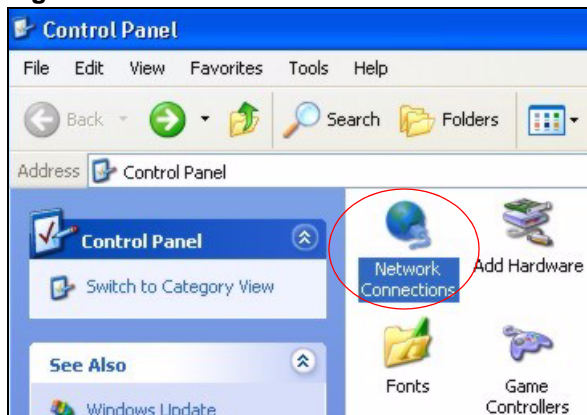 Control Panel
File Edit View Favorites Tools Help
Back Search Folders
Address Control Panel
Control Panel
Switch to Category View
See Also
Windows Update
Network Connections
Add Hardware
Fonts
Game Controllers